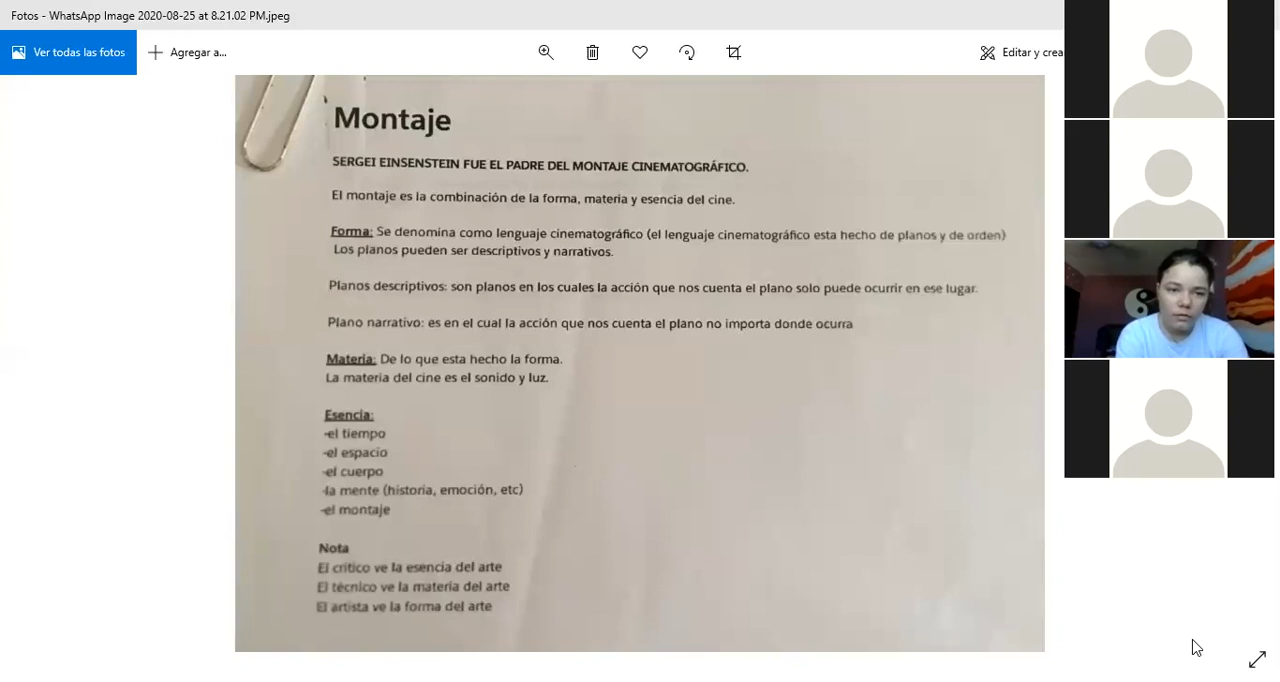 Fotos - WhatsApp Image 2020-08-25 at 8.21.02 PM.jpeg
Ver todas las fotos
Agregar a...
Editar y crea
Montaje
SERGEI EINSENSTEIN FUE EL PADRE DEL MONTAJE CINEMATOGRÁFICO.
El montaje es la combinación de la forma, materia y esencia del cine.
Forma: Se denomina como lenguaje cinematográfico (el lenguaje cinematográfico esta hecho de planos y de orden)
Los planos pueden ser descriptivos y narrativos.
Planos descriptivos: son planos en los cuales la acción que nos cuenta el plano solo puede ocurrir en ese lugar.
Plano narrativo: es en el cual la acción que nos cuenta el plano no importa donde ocurra
Materia: De lo que esta hecho la forma.
La materia del cine es el sonido y luz.
Esencia:
-el tiempo
-el espacio
-el cuerpo
-la mente (historia, emoción, etc)
-el montaje
Nota
El crítico ve la esencia del arte
El técnico ve la materia del arte
El artista ve la forma del arte